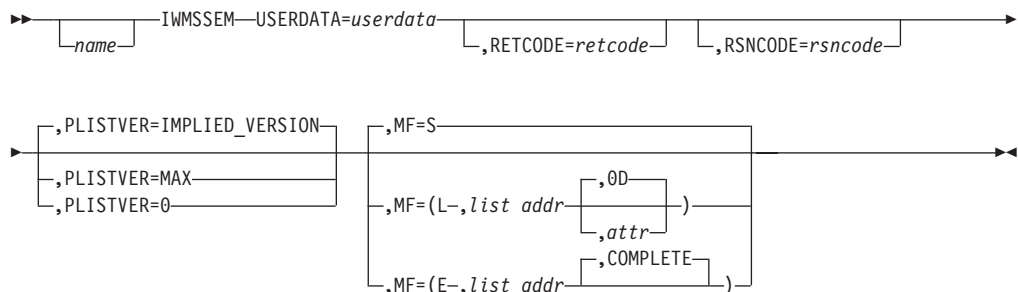 IWMSSEM USERDATA=userdata
name ,RETCODE=retcode ,RSNCODE=rsncode
,PLISTVER=IMPLIED_VERSION ,MF=S
,PLISTVER=MAX ,0D
,PLISTVER=0 ,MF=(L ,list addr )
,attr
,COMPLETE
,MF=(E ,list addr )